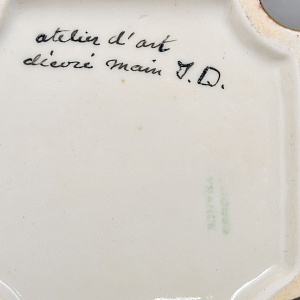 atelier d'art
décoré main J.D.